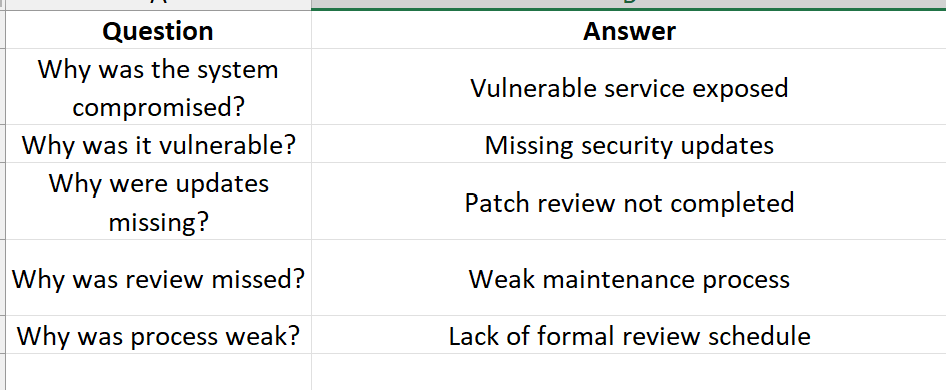 Question Answer
Why was the system
compromised?
Vulnerable service exposed
Why was it vulnerable? Missing security updates
Why were updates
missing?
Patch review not completed
Why was review missed? Weak maintenance process
Why was process weak? Lack of formal review schedule